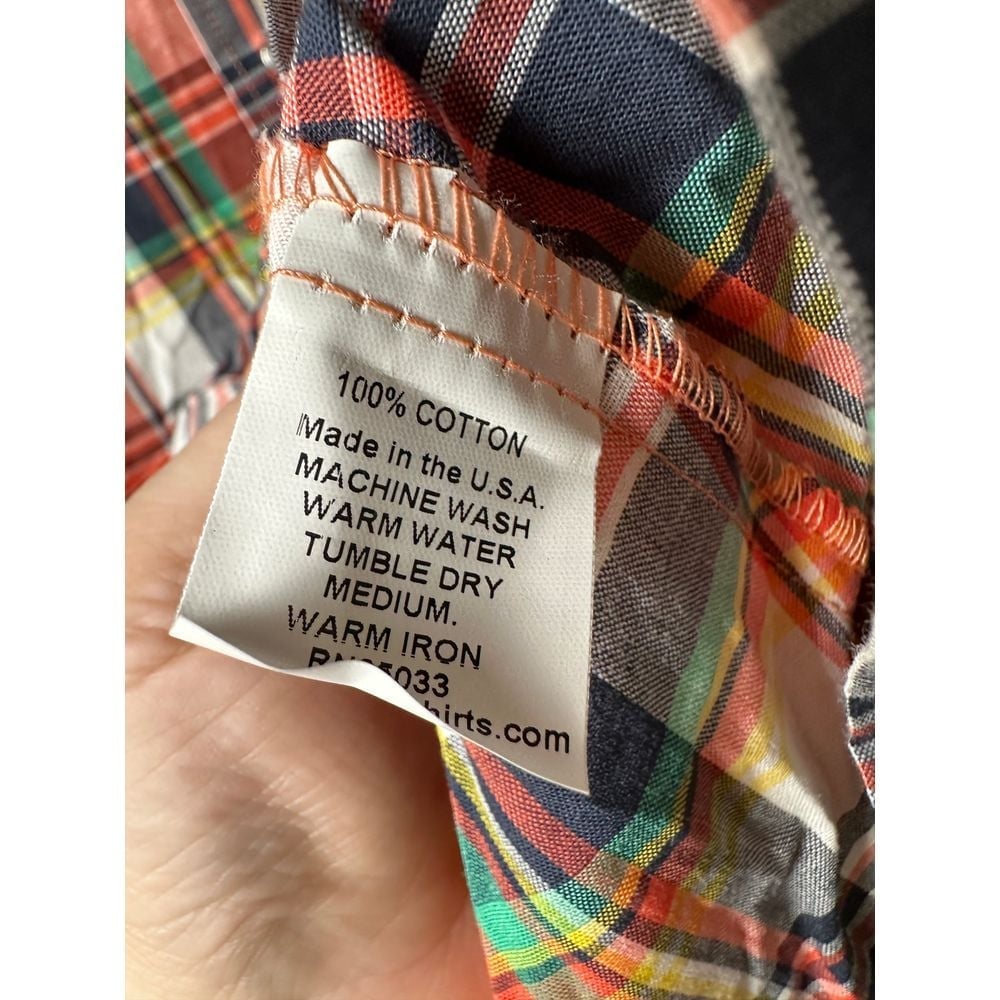 100% COTTON
Made in the U.S.A.
MACHINE WASH
WARM WATER
TUMBLE DRY
MEDIUM.
WARM IRON